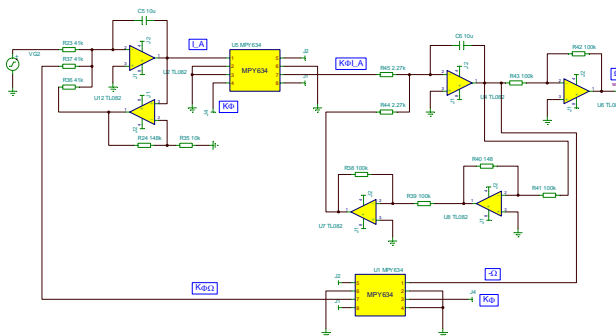 C5 10u
R23 41k
VG2
R37 41k
R36 41k
U2 TL082
U12 TL082
R24 148k
R35 10k
I_A
U5 MPY634
MPY634
KΦ
KΦI_A
R45 2.27k
R44 2.27k
C6 10u
U4 TL082
R43 100k
R42 100k
U6 TL082
R38 100k
U7 TL082
R39 100k
R40 148
U8 TL082
R41 100k
U1 MPY634
MPY634
KΦΩ
-Ω
KΦ
J4